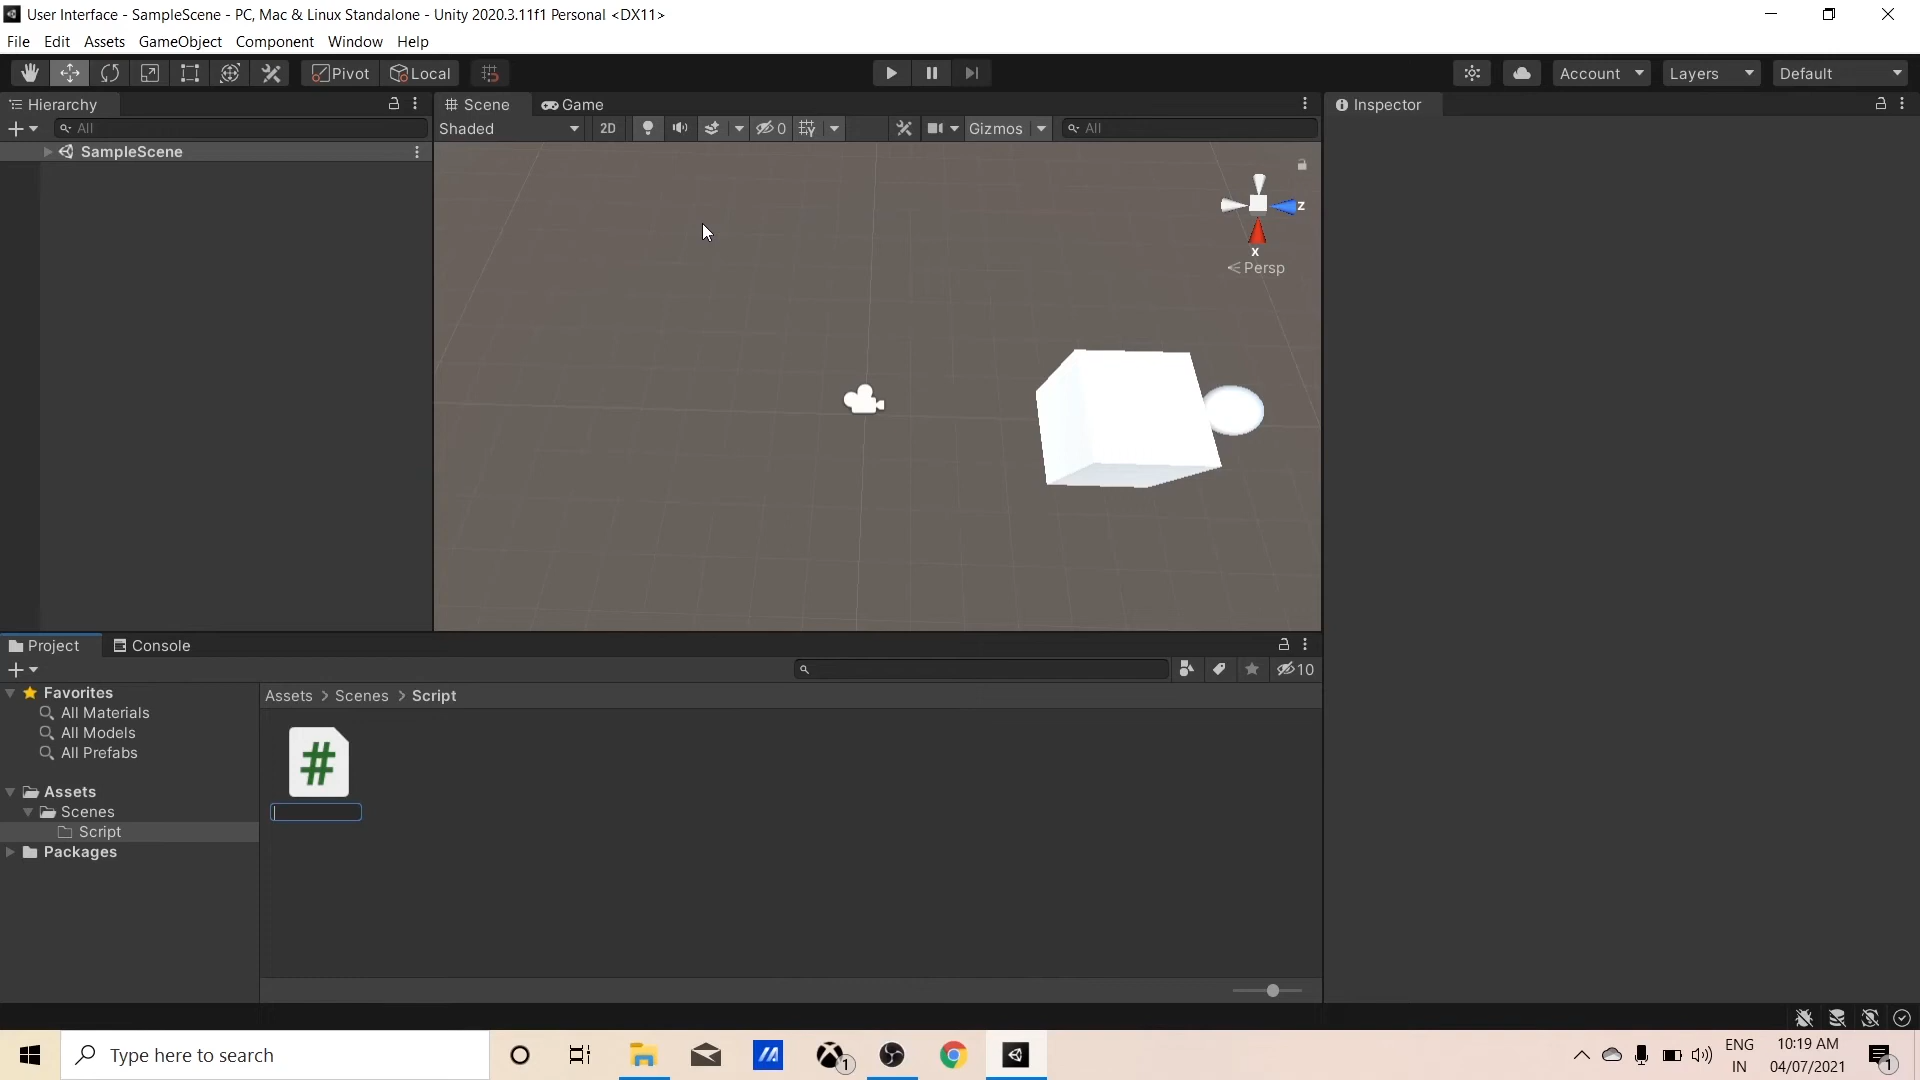 User Interface - SampleScene - PC, Mac & Linux Standalone - Unity 2020.3.11f1 Personal <DX11>
File Edit Assets GameObject Component Window Help
Pivot Local Account Layers Default
Hierarchy Scene Game Inspector
All Shaded 2D 0 Gizmos All
SampleScene
z
x
Persp
Project Console
10
Favorites
Assets > Scenes > Script
All Materials
All Models
All Prefabs
#
Assets
Scenes
Script
Packages
Type here to search
1
ENG
IN
10:19 AM
04/07/2021
1